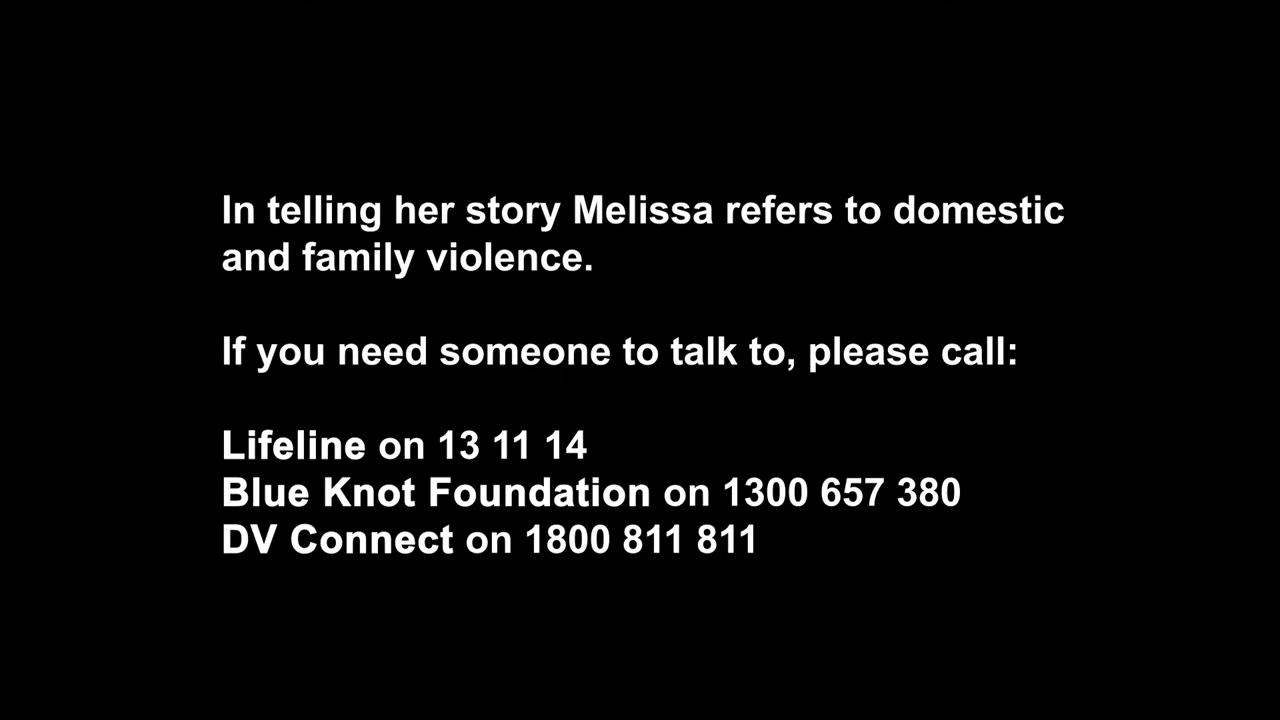 In telling her story Melissa refers to domestic
and family violence.
If you need someone to talk to, please call:
Lifeline on 13 11 14
Blue Knot Foundation on 1300 657 380
DV Connect on 1800 811 811